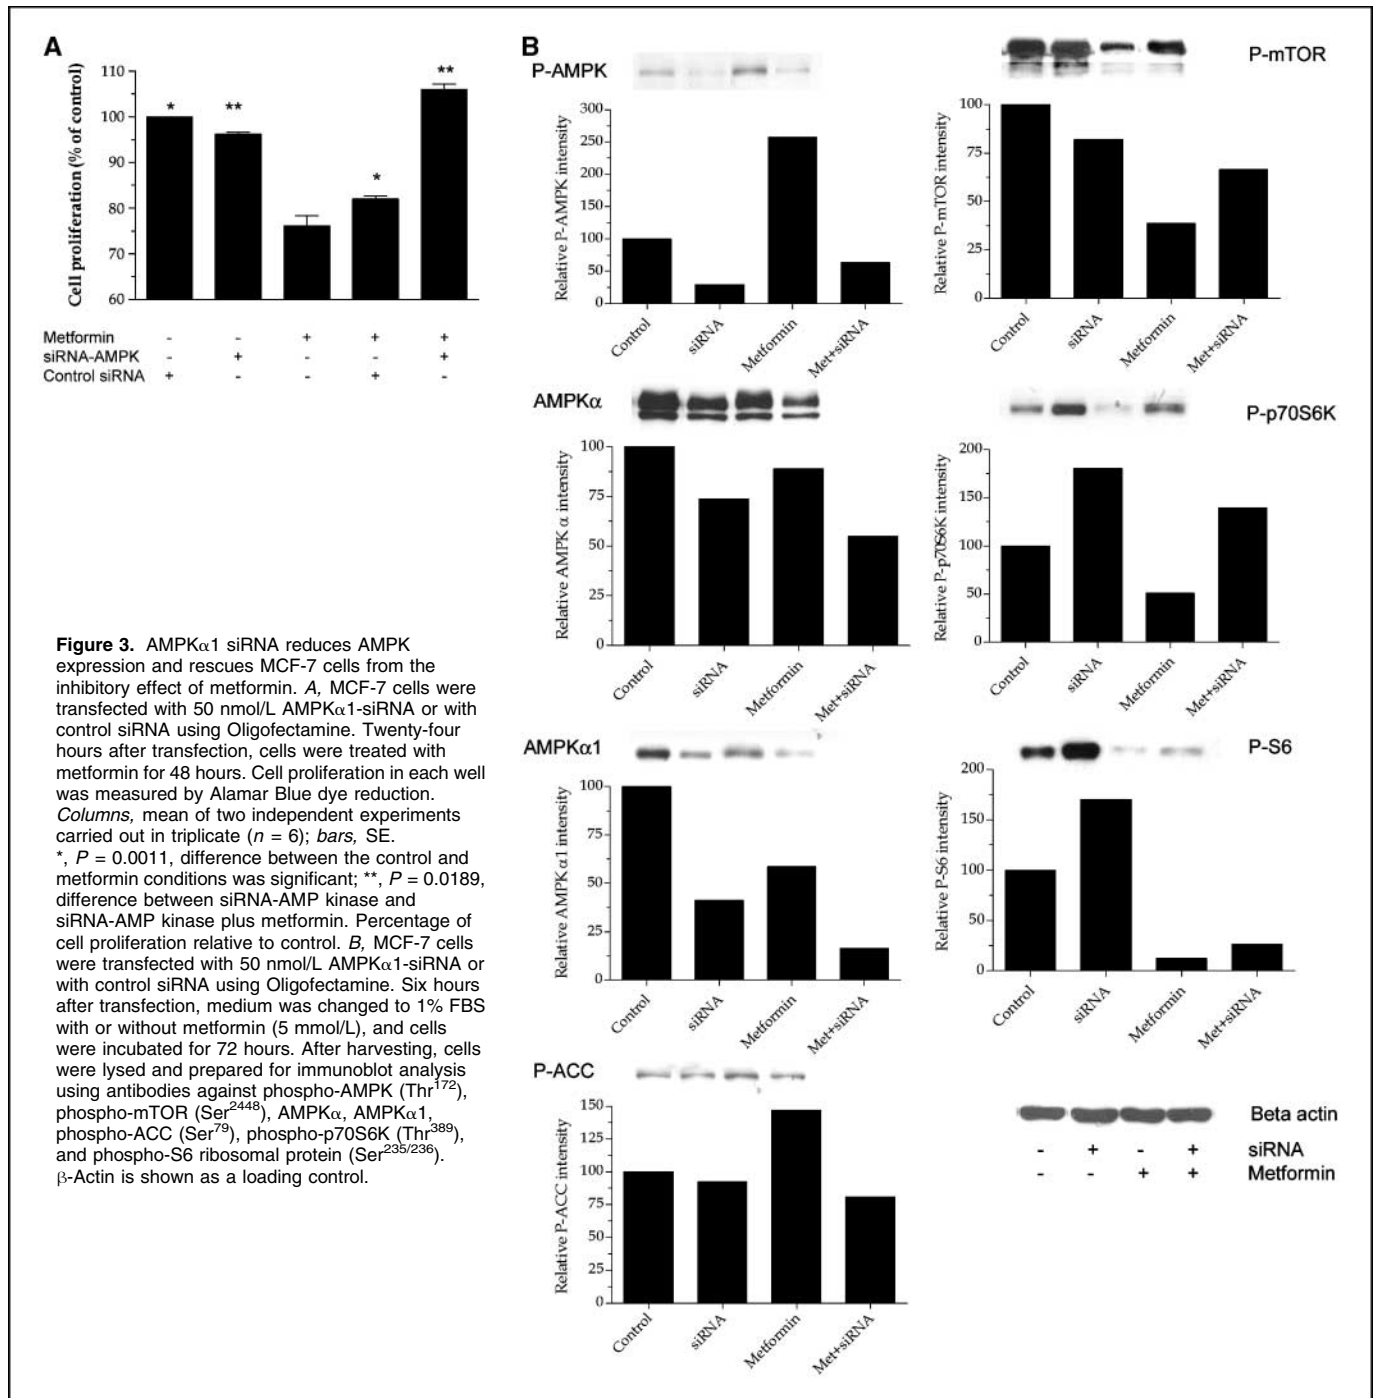 A
110
100
90
80
70
60
Cell proliferation (% of control)
* ** * **
Metformin - - + + +
siRNA-AMPK - + - - +
Control siRNA + - - + -
Figure 3. AMPKα1 siRNA reduces AMPK
expression and rescues MCF-7 cells from the
inhibitory effect of metformin. A, MCF-7 cells were
transfected with 50 nmol/L AMPKα1-siRNA or with
control siRNA using Oligofectamine. Twenty-four
hours after transfection, cells were treated with
metformin for 48 hours. Cell proliferation in each well
was measured by Alamar Blue dye reduction.
Columns, mean of two independent experiments
carried out in triplicate (n = 6); bars, SE.
*, P = 0.0011, difference between the control and
metformin conditions was significant; **, P = 0.0189,
difference between siRNA-AMP kinase and
siRNA-AMP kinase plus metformin. Percentage of
cell proliferation relative to control. B, MCF-7 cells
were transfected with 50 nmol/L AMPKα1-siRNA or
with control siRNA using Oligofectamine. Six hours
after transfection, medium was changed to 1% FBS
with or without metformin (5 mmol/L), and cells
were incubated for 72 hours. After harvesting, cells
were lysed and prepared for immunoblot analysis
using antibodies against phospho-AMPK (Thr172),
phospho-mTOR (Ser2448), AMPKα, AMPKα1,
phospho-ACC (Ser79), phospho-p70S6K (Thr389),
and phospho-S6 ribosomal protein (Ser235/236).
β-Actin is shown as a loading control.
B
P-AMPK
300
250
200
150
100
50
0
Relative P-AMPK intensity
Control siRNA Metformin Met+siRNA
AMPKα
100
75
50
25
0
Relative AMPK α intensity
Control siRNA Metformin Met+siRNA
AMPKα1
100
75
50
25
0
Relative AMPK α1 intensity
Control siRNA Metformin Met+siRNA
P-ACC
150
125
100
75
50
25
0
Relative P-ACC intensity
Control siRNA Metformin Met+siRNA
P-mTOR
100
75
50
25
0
Relative P-mTOR intensity
Control siRNA Metformin Met+siRNA
P-p70S6K
200
150
100
50
0
Relative P-p70S6K intensity
Control siRNA Metformin Met+siRNA
P-S6
200
150
100
50
0
Relative P-S6 intensity
Control siRNA Metformin Met+siRNA
Beta actin
- + - + siRNA
- - + + Metformin